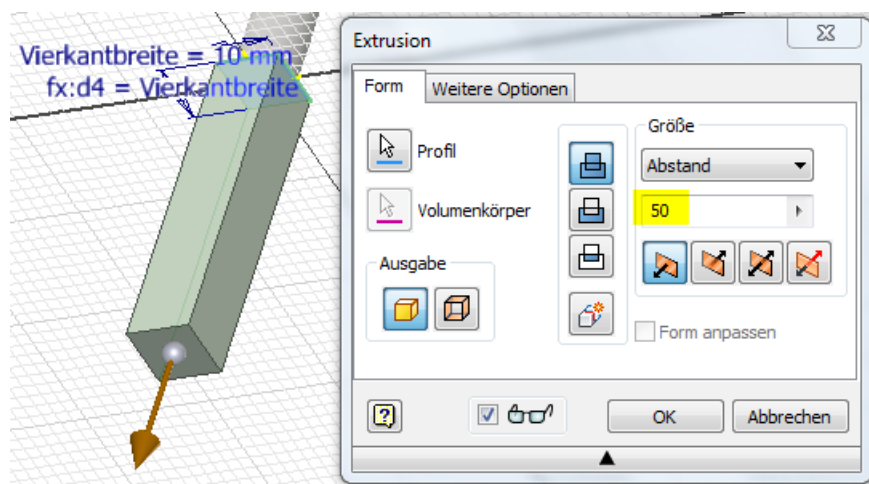 Vierkantbreite = 10 mm
fx:d4 = Vierkantbreite
Extrusion
Form
Weitere Optionen
Profil
Volumenkörper
Ausgabe
Größe
Abstand
50
Form anpassen
OK
Abbrechen